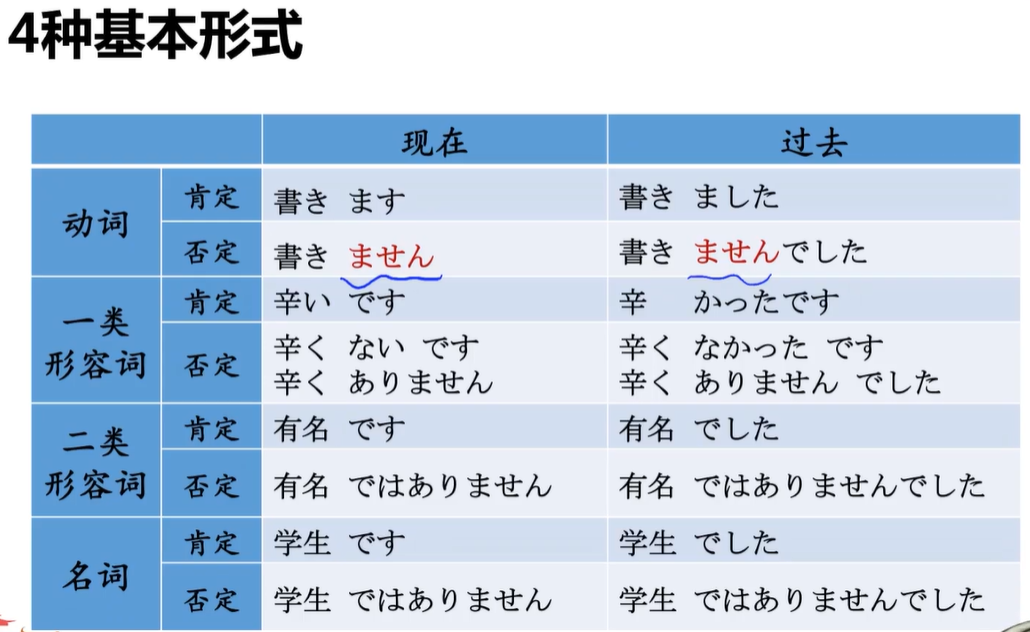 4种基本形式
现在 过去
动词 肯定 書き ます 書き ました
否定 書き ません 書き ませんでした
一类
形容词 肯定 辛い です 辛 かったです
否定 辛く ない です 辛く なかった です
辛く ありません 辛く ありません でした
二类
形容词 肯定 有名 です 有名 でした
否定 有名 ではありません 有名 ではありませんでした
名词 肯定 学生 です 学生 でした
否定 学生 ではありません 学生 ではありませんでした